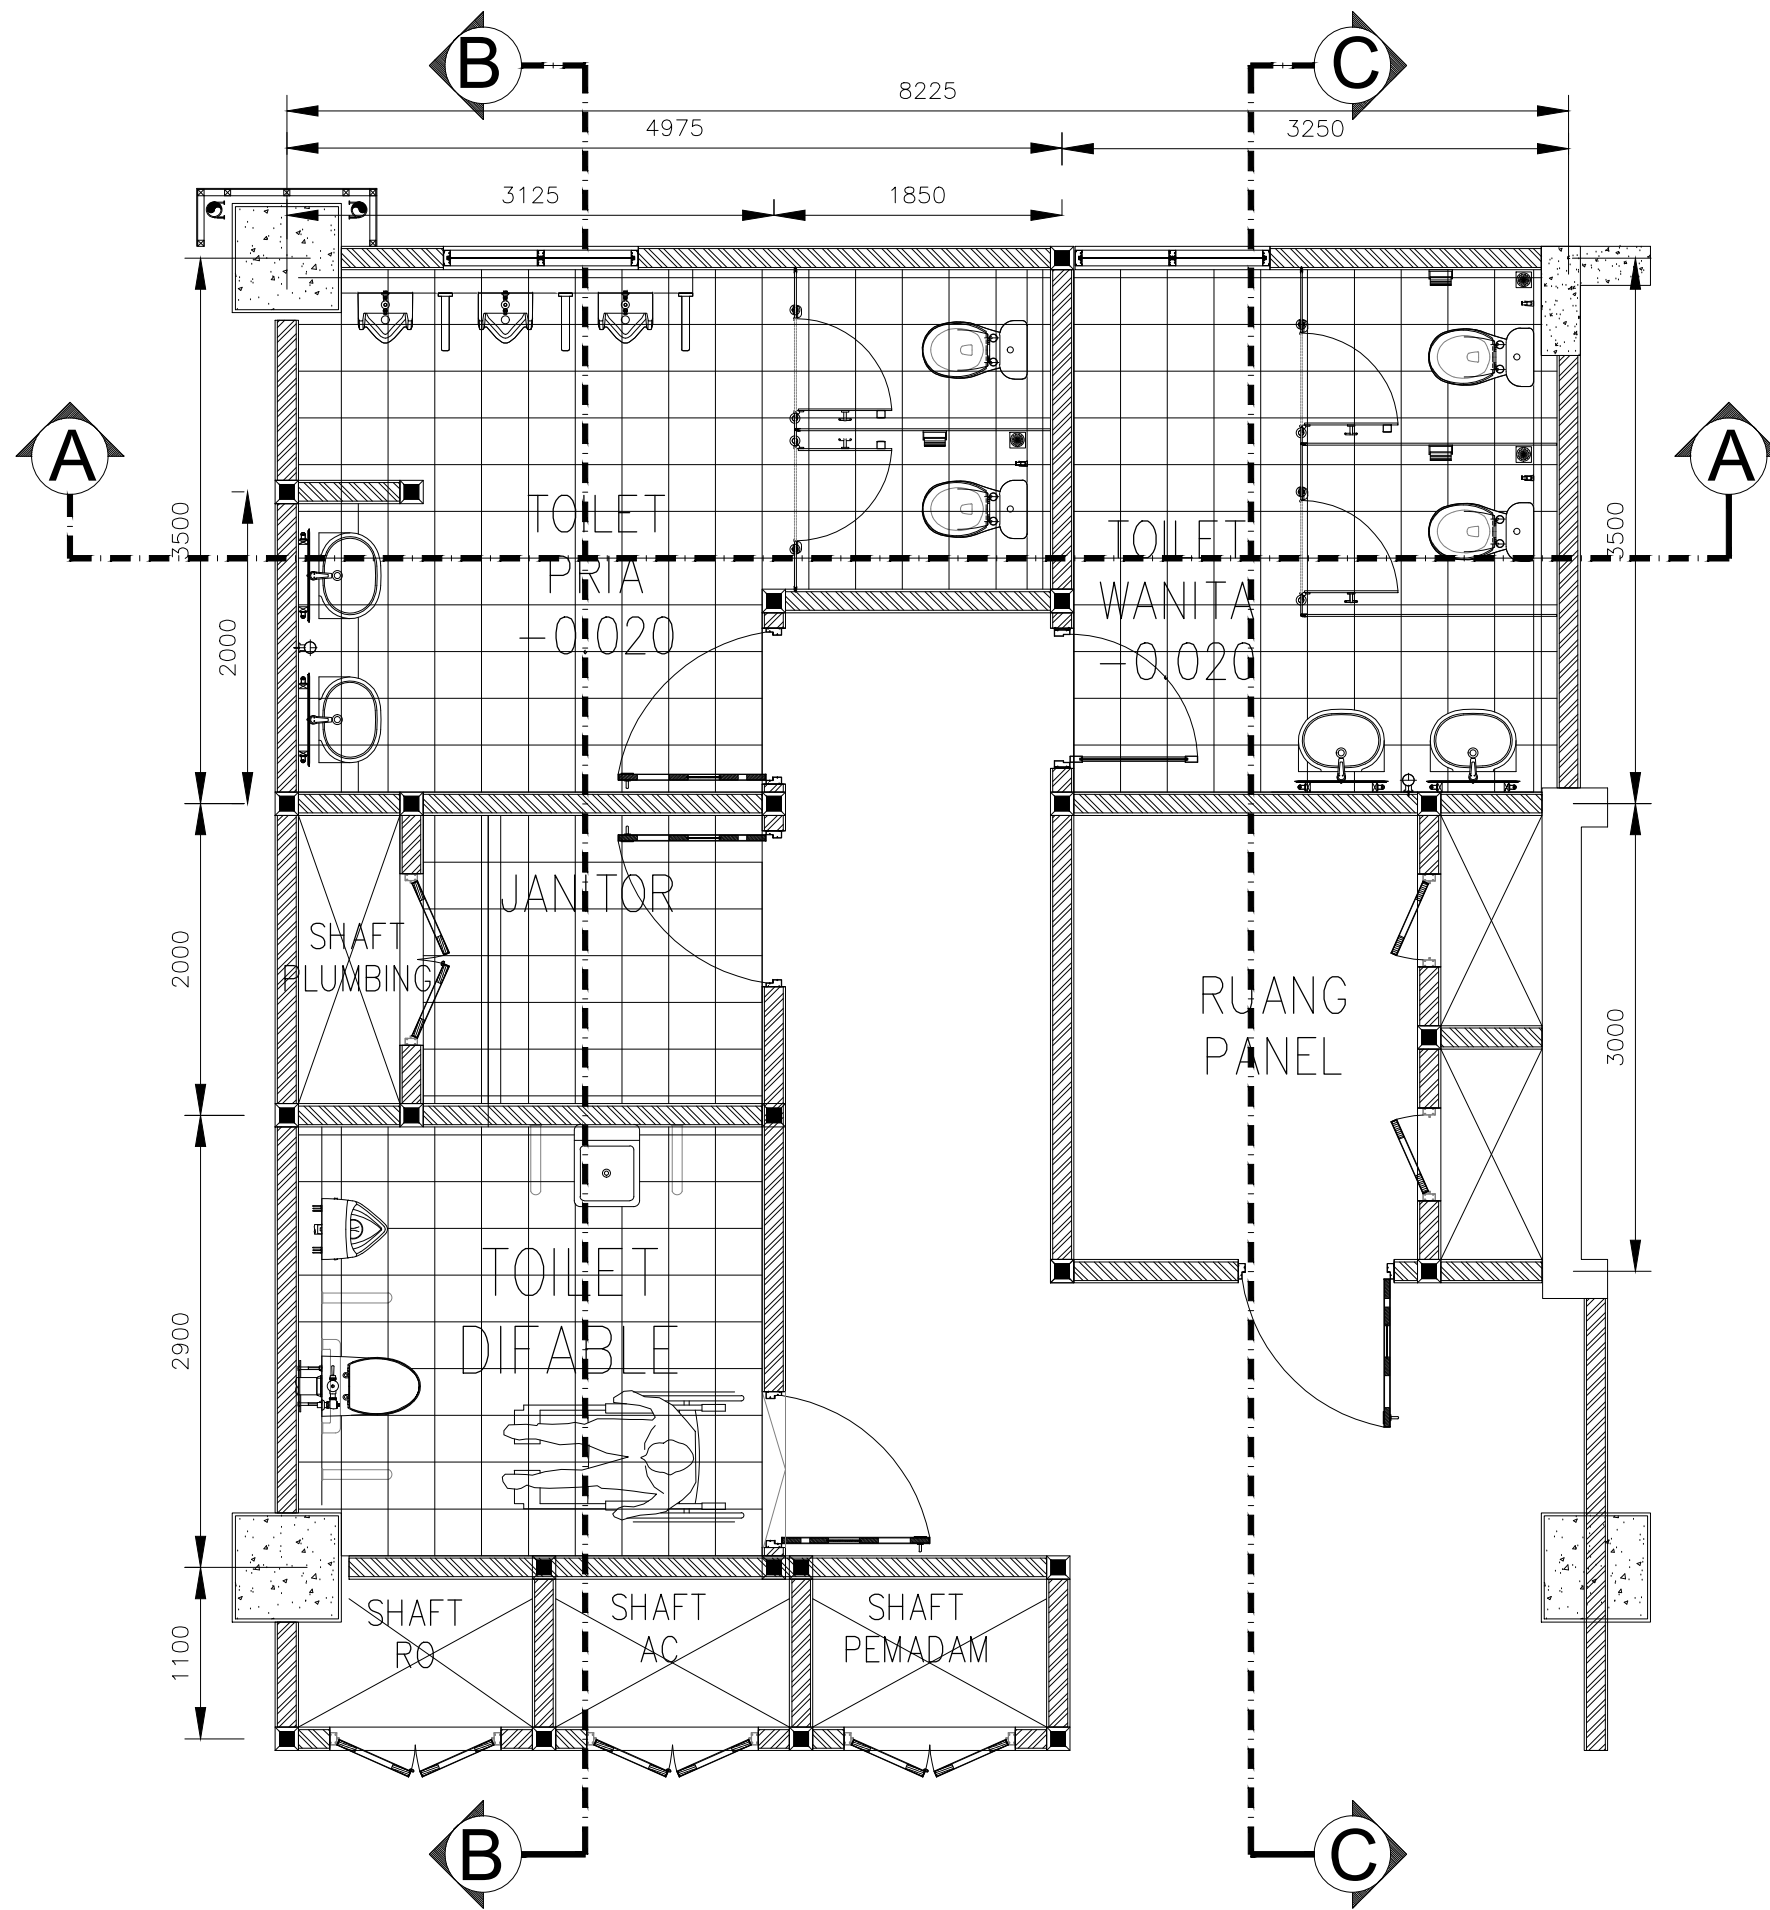 B
C
8225
4975
3250
3125
1850
A
A
3500
3500
TOILET
PRIA
-0.020
TOILET
WANITA
-0.020
2000
JANITOR
SHAFT
PLUMBING
2000
RUANG
PANEL
3000
TOILET
DIFABLE
2900
SHAFT
RO
SHAFT
AC
SHAFT
PEMADAM
1100
B
C